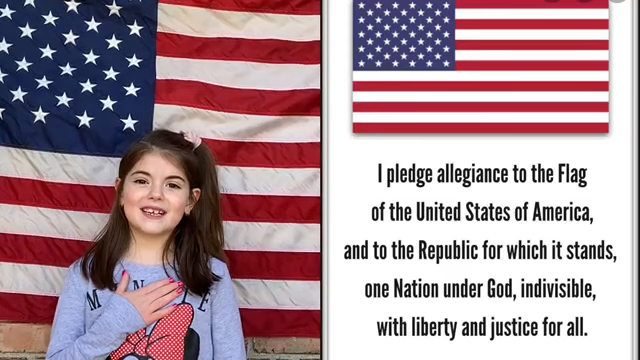 I pledge allegiance to the Flag
of the United States of America,
and to the Republic for which it stands,
one Nation under God, indivisible,
with liberty and justice for all.